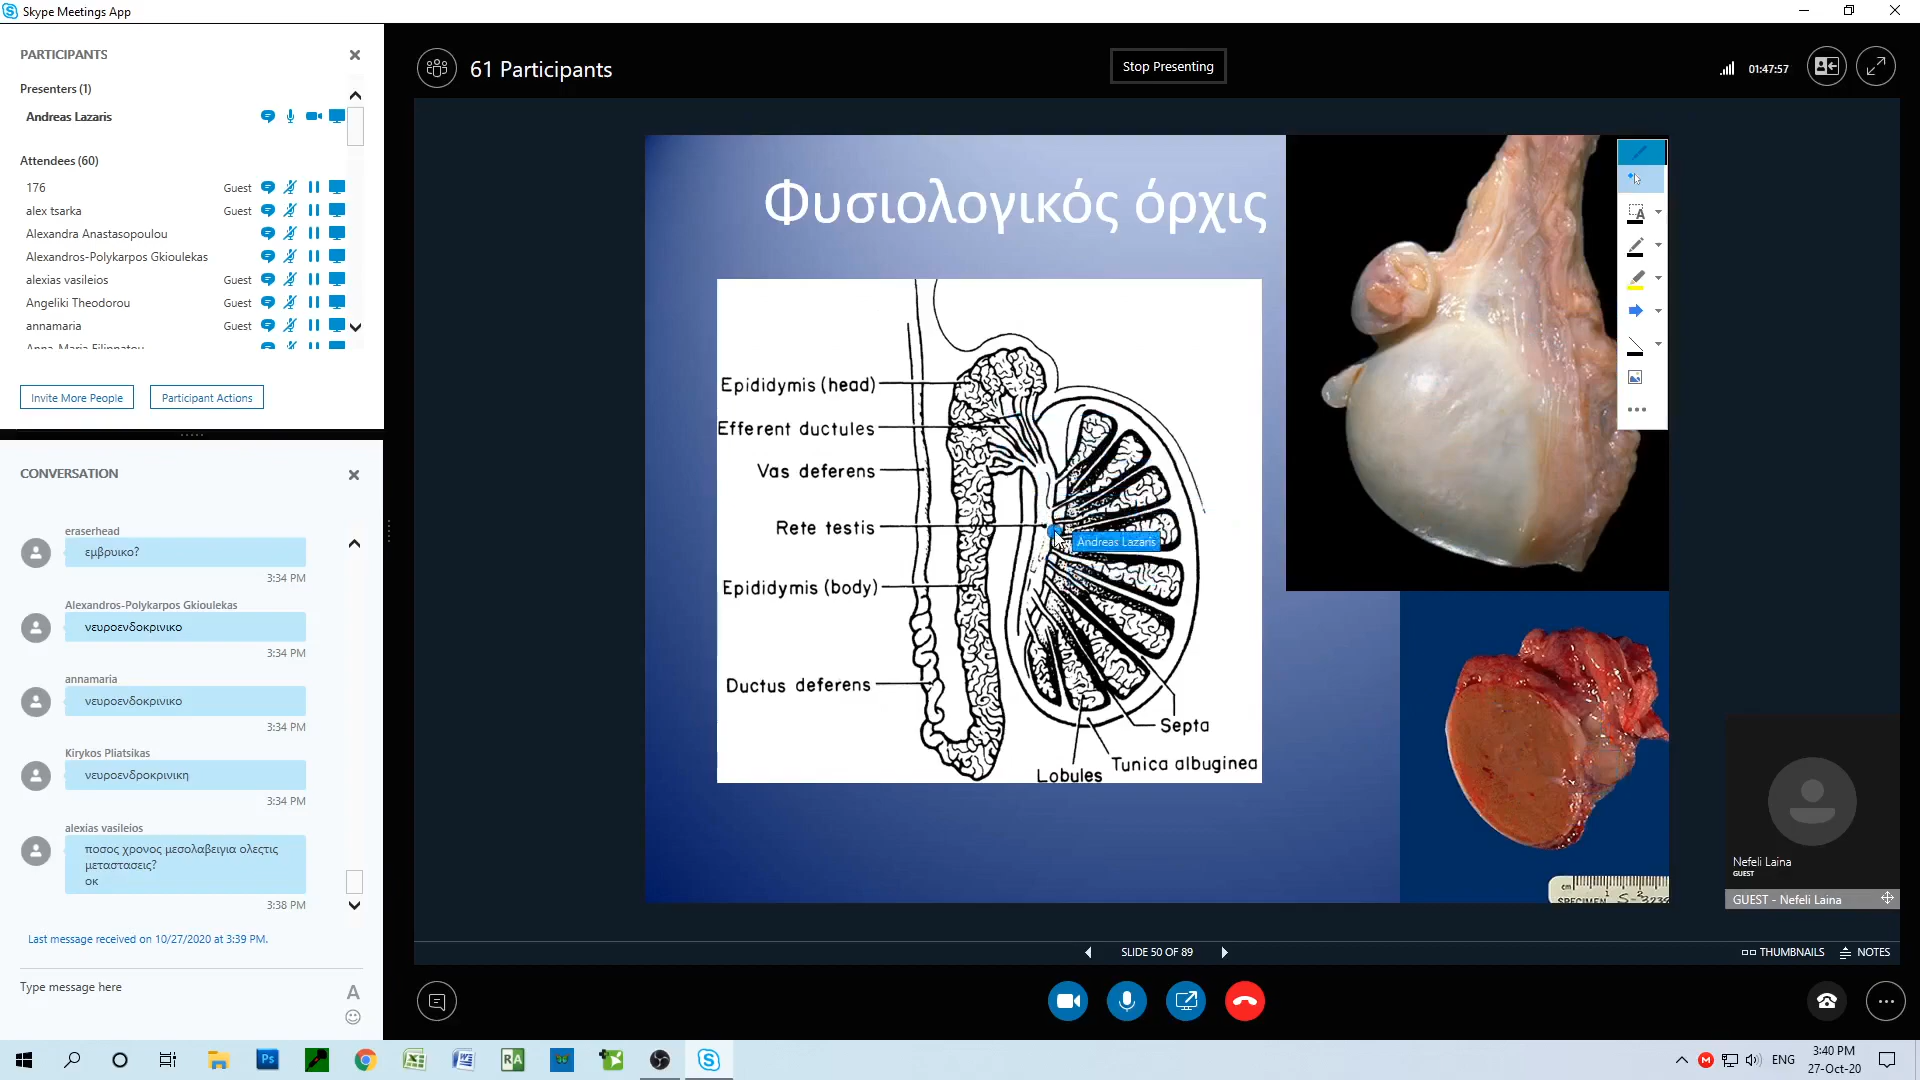 Skype Meetings App
PARTICIPANTS
Presenters (1)
Andreas Lazaris
Attendees (60)
176 Guest
alex tsarka Guest
Alexandra Anastasopoulou
Alexandros-Polykarpos Gkioulekas
alexias vasileios Guest
Angeliki Theodorou Guest
annamaria Guest
Invite More People
Participant Actions
CONVERSATION
eraserhead
εμβρυικο?
3:34 PM
Alexandros-Polykarpos Gkioulekas
νευροενδοκρινικο
3:34 PM
annamaria
νευροενδοκρινικο
3:34 PM
Kirykos Pliatsikas
νευροενδροκρινικη
3:34 PM
alexias vasileios
ποσος χρονος μεσολαβειγια ολεςτις
μεταστασεις?
οκ
3:38 PM
Last message received on 10/27/2020 at 3:39 PM.
Type message here
61 Participants
Stop Presenting
01:47:57
Φυσιολογικός όρχις
Epididymis (head)
Efferent ductules
Vas deferens
Rete testis
Andreas Lazaris
Epididymis (body)
Ductus deferens
Septa
Tunica albuginea
Lobules
cm 1 2
SPECIMEN
Nefeli Laina
GUEST
GUEST - Nefeli Laina
SLIDE 50 OF 89
THUMBNAILS
NOTES
ENG
3:40 PM
27-Oct-20